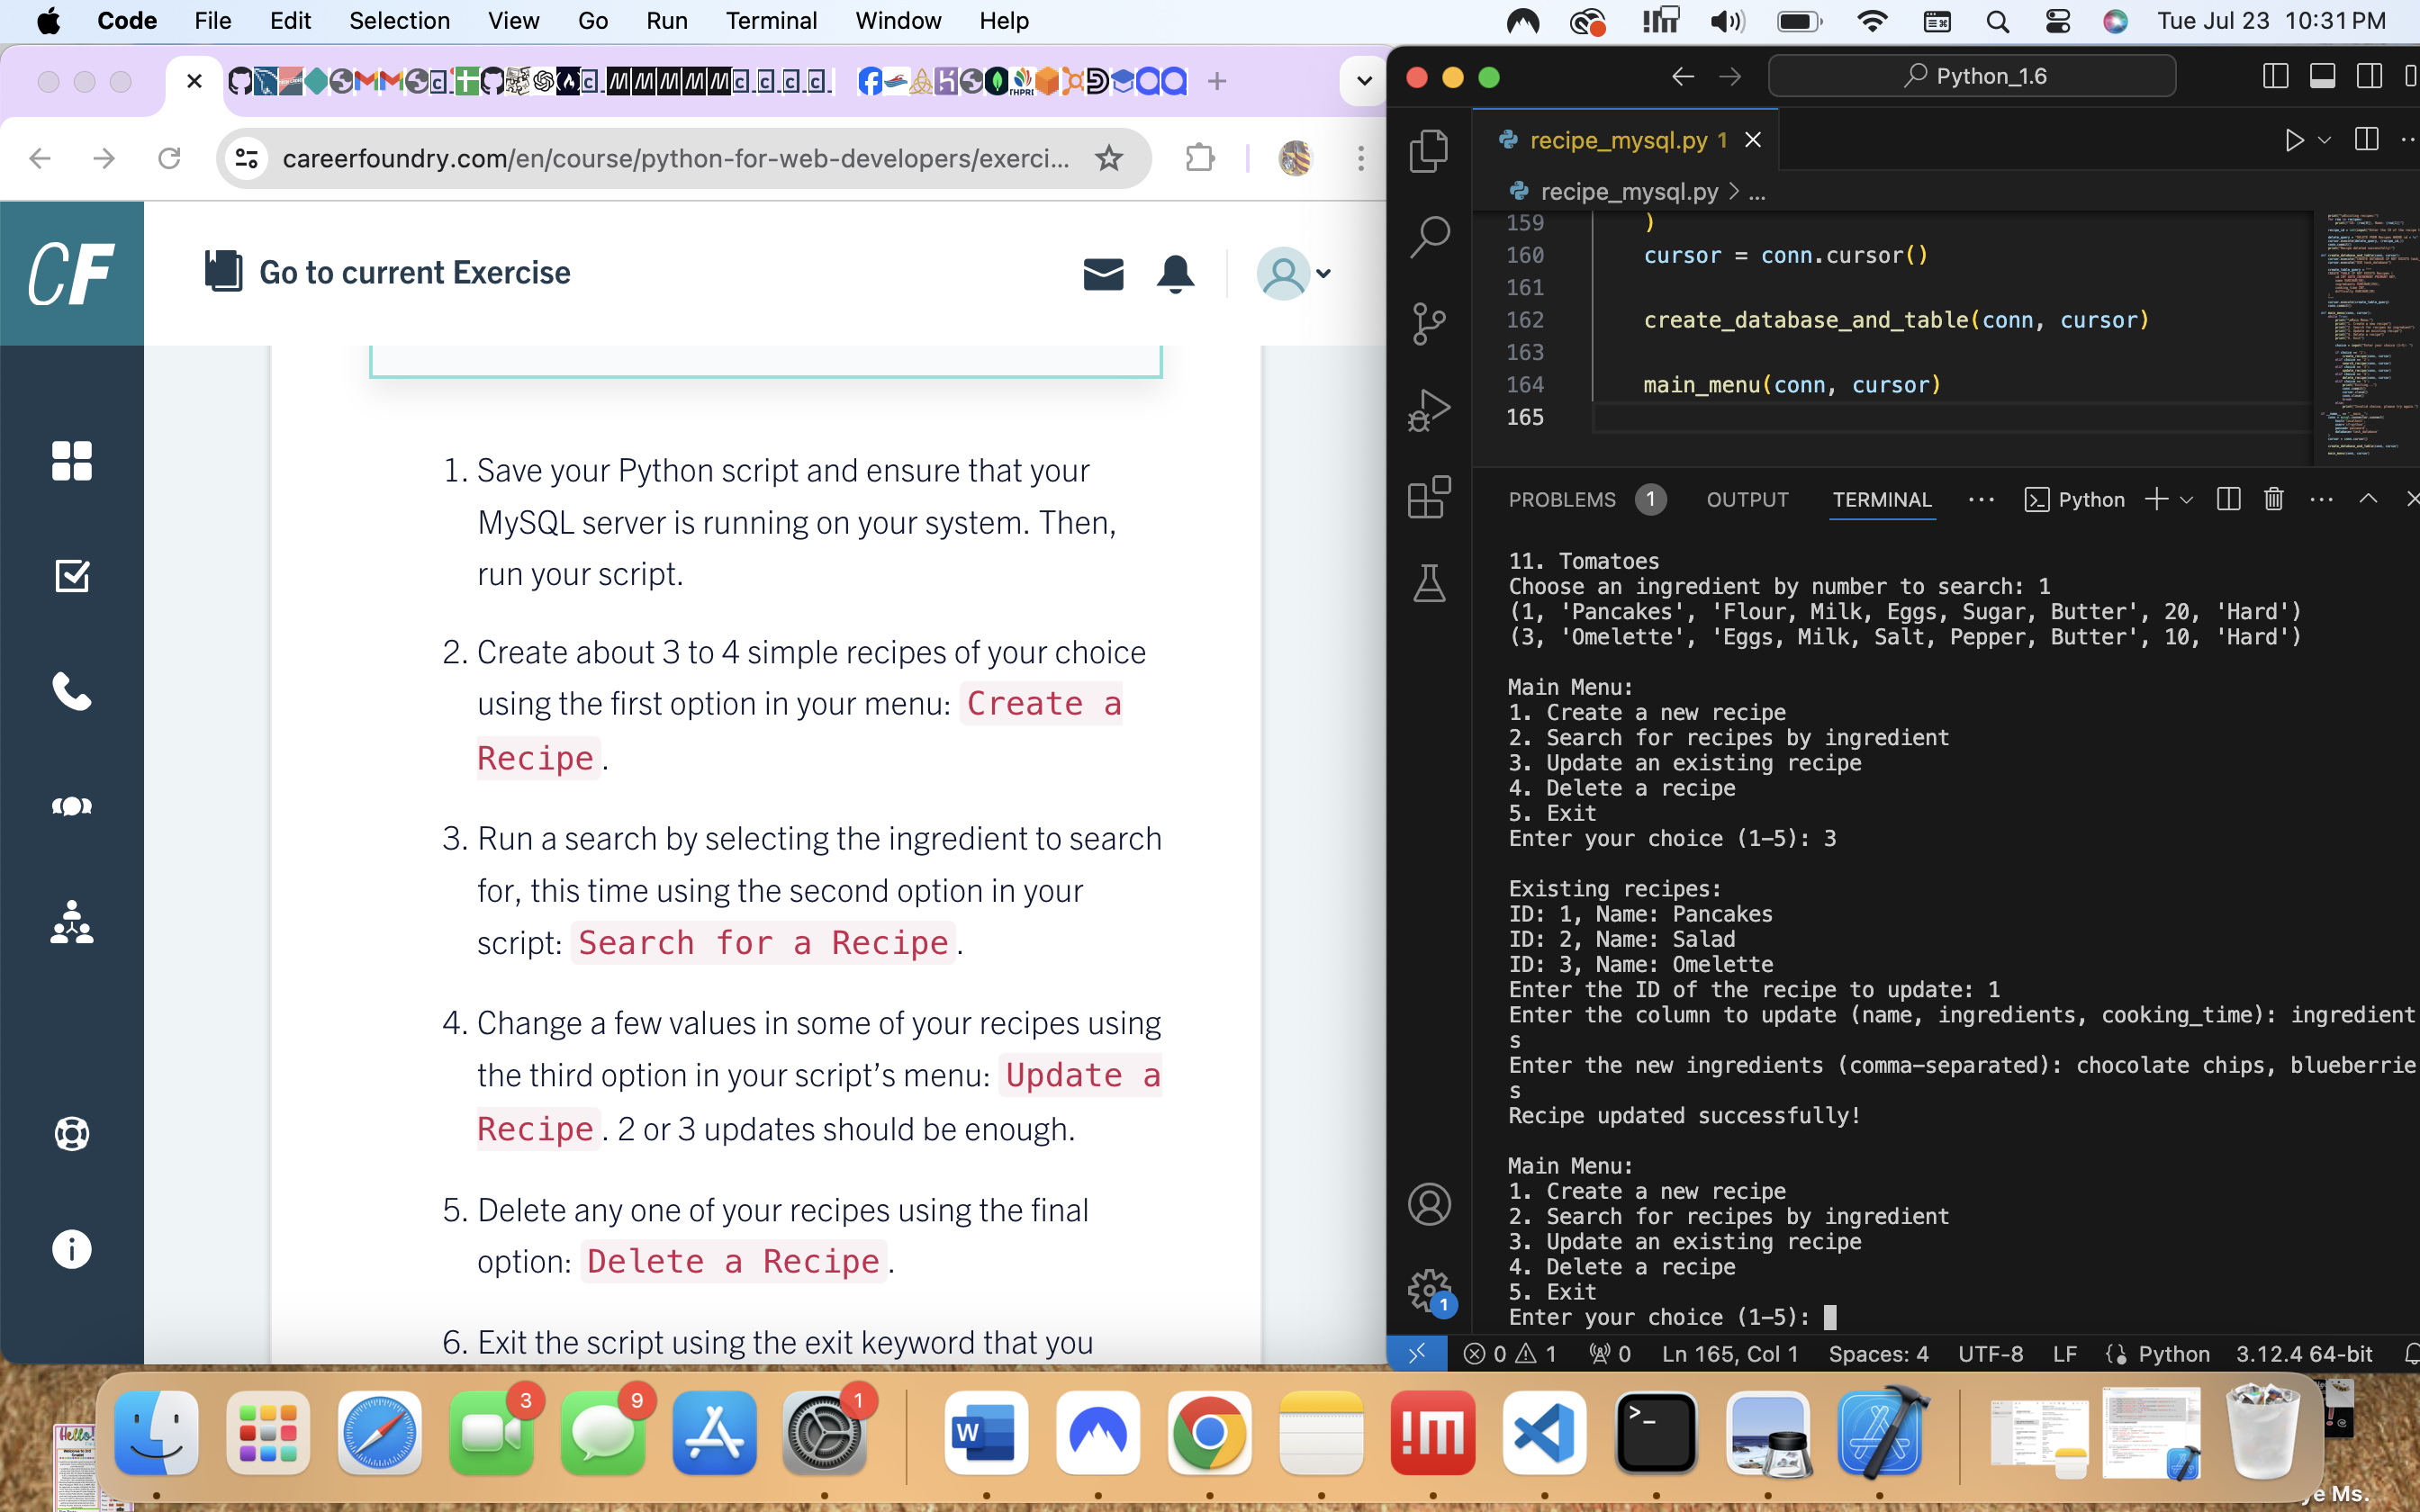 Code File Edit Selection View Go Run Terminal Window Help
Tue Jul 23 10:31 PM
careerfoundry.com/en/course/python-for-web-developers/exerci...
CF
Go to current Exercise
1. Save your Python script and ensure that your
MySQL server is running on your system. Then,
run your script.
2. Create about 3 to 4 simple recipes of your choice
using the first option in your menu: Create a
Recipe.
3. Run a search by selecting the ingredient to search
for, this time using the second option in your
script: Search for a Recipe.
4. Change a few values in some of your recipes using
the third option in your script’s menu: Update a
Recipe. 2 or 3 updates should be enough.
5. Delete any one of your recipes using the final
option: Delete a Recipe.
6. Exit the script using the exit keyword that you
Python_1.6
recipe_mysql.py 1
recipe_mysql.py > ...
159 )
160 cursor = conn.cursor()
161
162 create_database_and_table(conn, cursor)
163
164 main_menu(conn, cursor)
165
PROBLEMS 1 OUTPUT TERMINAL ... Python
11. Tomatoes
Choose an ingredient by number to search: 1
(1, 'Pancakes', 'Flour, Milk, Eggs, Sugar, Butter', 20, 'Hard')
(3, 'Omelette', 'Eggs, Milk, Salt, Pepper, Butter', 10, 'Hard')
Main Menu:
1. Create a new recipe
2. Search for recipes by ingredient
3. Update an existing recipe
4. Delete a recipe
5. Exit
Enter your choice (1-5): 3
Existing recipes:
ID: 1, Name: Pancakes
ID: 2, Name: Salad
ID: 3, Name: Omelette
Enter the ID of the recipe to update: 1
Enter the column to update (name, ingredients, cooking_time): ingredient
s
Enter the new ingredients (comma-separated): chocolate chips, blueberrie
s
Recipe updated successfully!
Main Menu:
1. Create a new recipe
2. Search for recipes by ingredient
3. Update an existing recipe
4. Delete a recipe
5. Exit
Enter your choice (1-5):
1
0 1 0 Ln 165, Col 1 Spaces: 4 UTF-8 LF Python 3.12.4 64-bit
3 9 1
W
!M
Hello!
ye Ms.